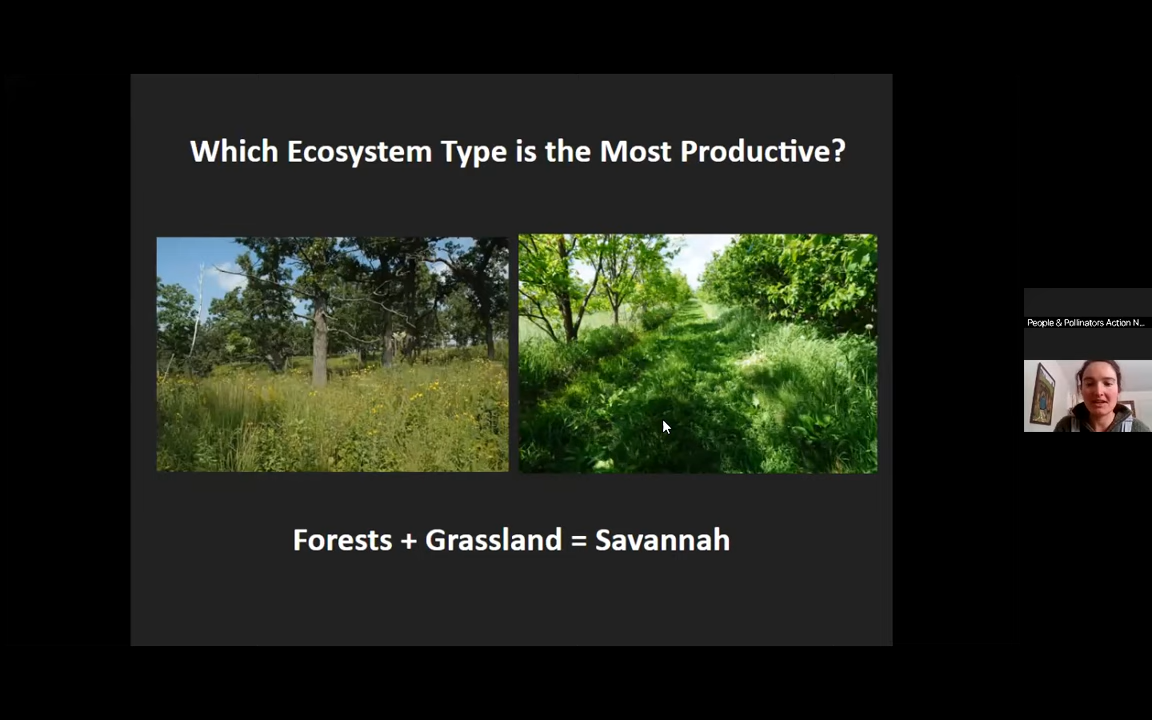 Which Ecosystem Type is the Most Productive?
People & Pollinators Action N...
Forests + Grassland = Savannah